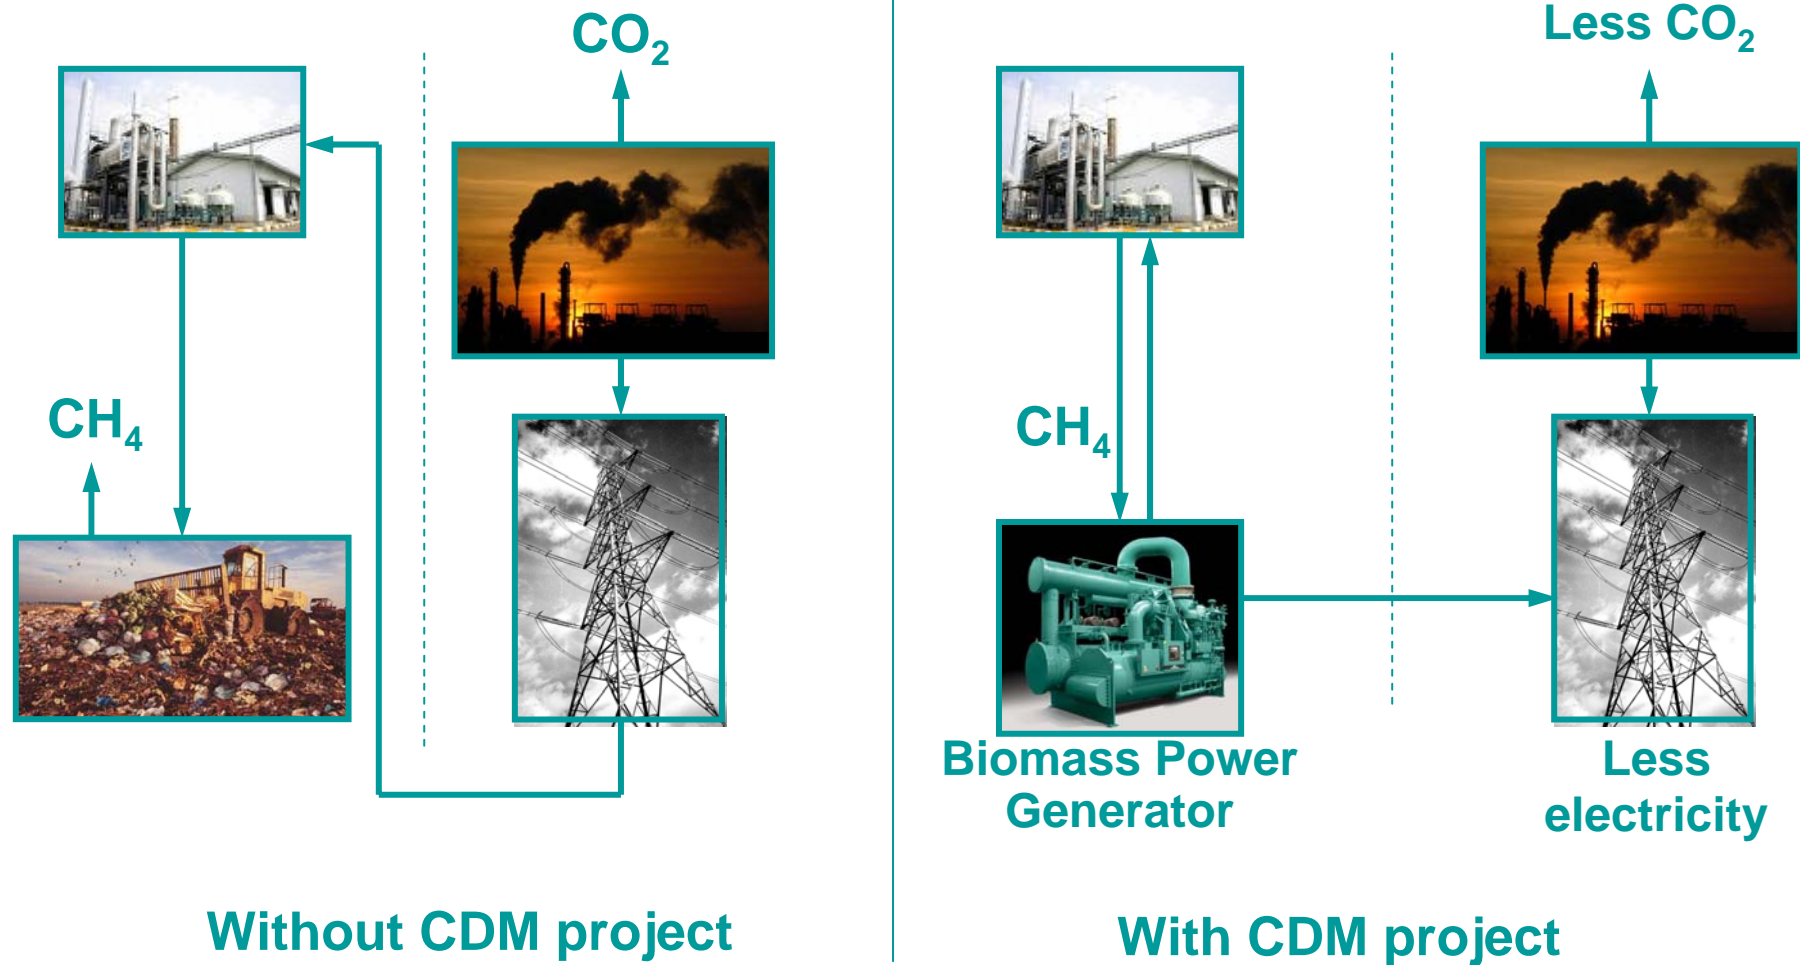 CO₂
CH₄
Without CDM project
Less CO₂
CH₄
Biomass Power
Generator
Less
electricity
With CDM project